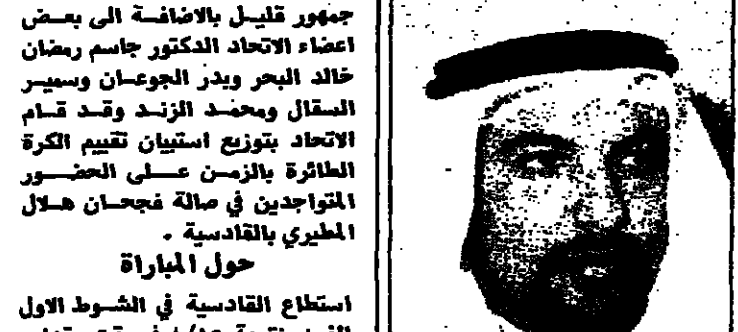 جمهور قليل بالاضافة الى بعض
اعضاء الاتحاد الدكتور جاسم رمضان
خالد البحر وبدر الجوعان وسمير
السقال ومحمد الزند وقد قام
الاتحاد بتوزيع استبيان تقييم الكرة
الطائرة بالزمن على الحضور
المتواجدين في صالة فجحان هلال
المطيري بالقادسية .
حول المباراة
استطاع القادسية في الشوط الاول